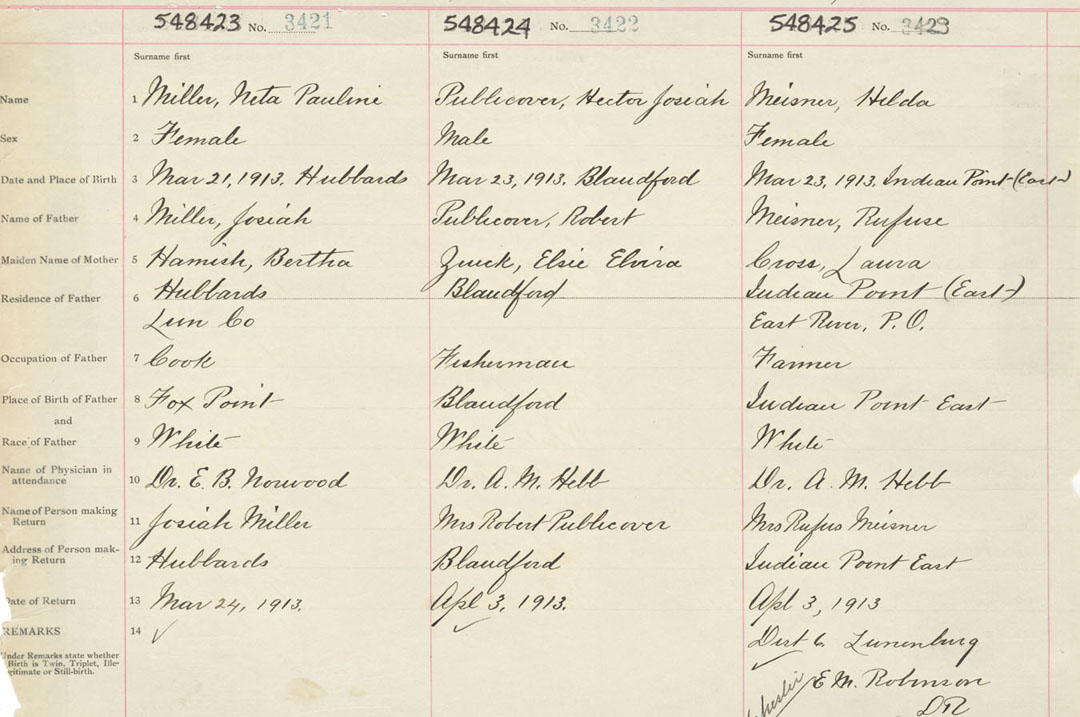 548423 No. 3421 548424 No. 3422 548425 No. 3423
Surname first Surname first Surname first
Name 1 Miller, Neta Pauline Publicover, Hector Josiah Meisner, Hilda
Sex 2 Female Male Female
Date and Place of Birth 3 Mar 21, 1913. Hubbards Mar 23, 1913. Blandford Mar 23, 1913. Indian Point (East)
Name of Father 4 Miller, Josiah Publicover, Robert Meisner, Rufuse
Maiden Name of Mother 5 Hamish, Bertha Zinck, Elsie Elvira Cross, Laura
Residence of Father 6 Hubbards Blandford Indian Point (East)
Lun Co East River, P.O.
Occupation of Father 7 Cook Fisherman Farmer
Place of Birth of Father 8 Fox Point Blandford Indian Point East
and
Race of Father 9 White White White
Name of Physician in
attendance 10 Dr. E. B. Norwood Dr. A. M. Hebb Dr. A. M. Hebb
Name of Person making
Return 11 Josiah Miller Mrs Robert Publicover Mrs Rufus Meisner
Address of Person mak-
ing Return 12 Hubbards Blandford Indian Point East
Date of Return 13 Mar 24, 1913. Apl 3, 1913. Apl 3, 1913
REMARKS 14 ✓ ✓
Dist 6 Lunenburg
Under Remarks state whether
Birth is Twin, Triplet, Ille-
gitimate or Still-birth.
Chester E. M. Robinson
DR